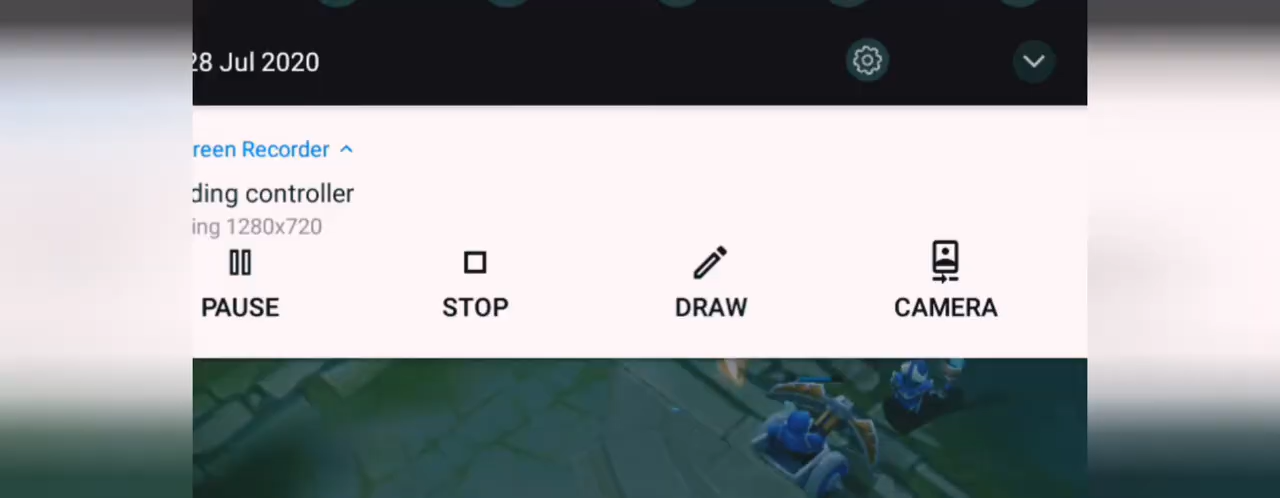 28 Jul 2020
reen Recorder
ding controller
ing 1280x720
PAUSE STOP DRAW CAMERA